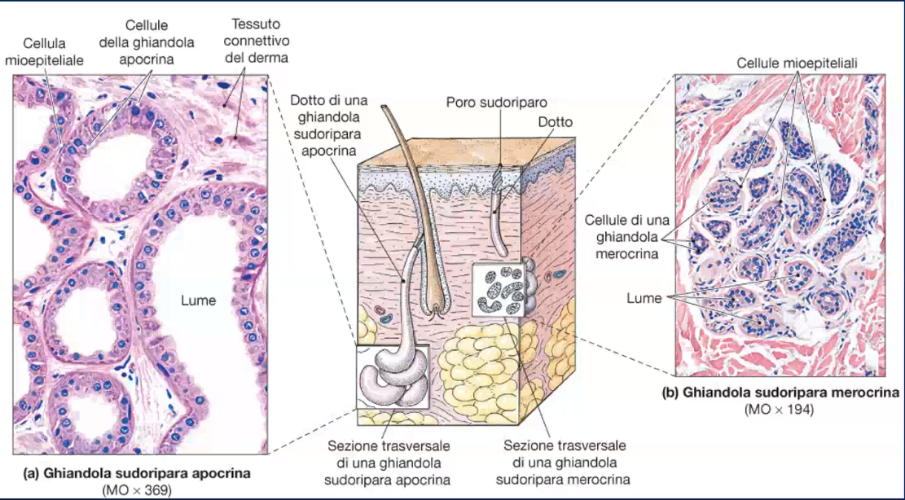 Cellula
mioepiteliale
Cellule
della ghiandola
apocrina
Tessuto
connettivo
del derma
Lume
(a) Ghiandola sudoripara apocrina
(MO × 369)
Dotto di una
ghiandola
sudoripara
apocrina
Poro sudoriparo
Dotto
Sezione trasversale
di una ghiandola
sudoripara apocrina
Sezione trasversale
di una ghiandola
sudoripara merocrina
Cellule mioepiteliali
Cellule di una
ghiandola
merocrina
Lume
(b) Ghiandola sudoripara merocrina
(MO × 194)